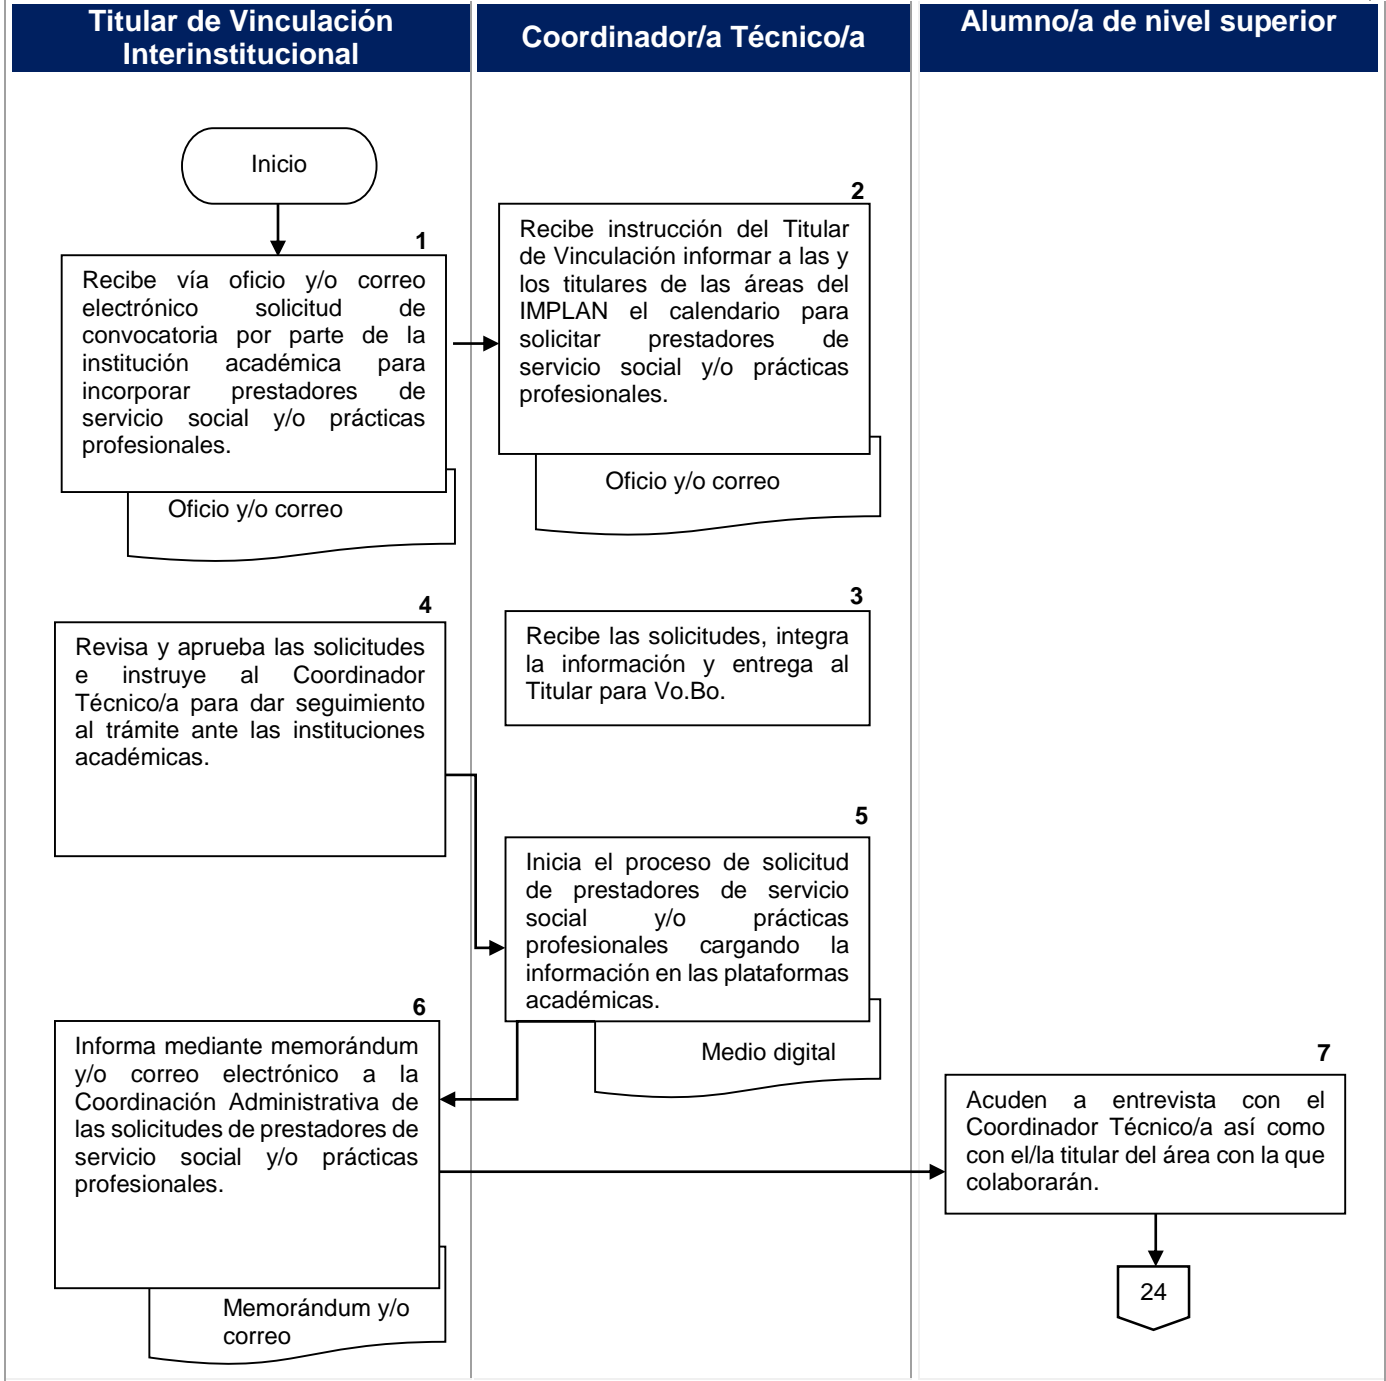 Titular de Vinculación
Interinstitucional
Coordinador/a Técnico/a
Alumno/a de nivel superior
Inicio
1
Recibe vía oficio y/o correo
electrónico solicitud de
convocatoria por parte de la
institución académica para
incorporar prestadores de
servicio social y/o prácticas
profesionales.
Oficio y/o correo
2
Recibe instrucción del Titular
de Vinculación informar a las y
los titulares de las áreas del
IMPLAN el calendario para
solicitar prestadores de
servicio social y/o prácticas
profesionales.
Oficio y/o correo
3
Recibe las solicitudes, integra
la información y entrega al
Titular para Vo.Bo.
4
Revisa y aprueba las solicitudes
e instruye al Coordinador
Técnico/a para dar seguimiento
al trámite ante las instituciones
académicas.
5
Inicia el proceso de solicitud
de prestadores de servicio
social y/o prácticas
profesionales cargando la
información en las plataformas
académicas.
Medio digital
6
Informa mediante memorándum
y/o correo electrónico a la
Coordinación Administrativa de
las solicitudes de prestadores de
servicio social y/o prácticas
profesionales.
Memorándum y/o
correo
7
Acuden a entrevista con el
Coordinador Técnico/a así como
con el/la titular del área con la que
colaborarán.
24